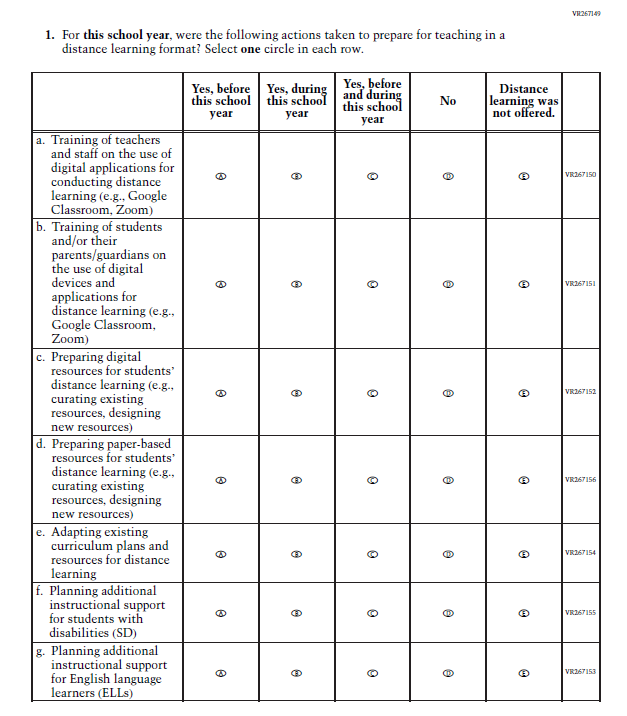 VR267149
1. For this school year, were the following actions taken to prepare for teaching in a
distance learning format? Select one circle in each row.
Yes, before
this school
year
Yes, during
this school
year
Yes, before
and during
this school
year
No
Distance
learning was
not offered.
a. Training of teachers
and staff on the use of
digital applications for
conducting distance
learning (e.g., Google
Classroom, Zoom)
A B C D E VR267150
b. Training of students
and/or their
parents/guardians on
the use of digital
devices and
applications for
distance learning (e.g.,
Google Classroom,
Zoom)
A B C D E VR267151
c. Preparing digital
resources for students’
distance learning (e.g.,
curating existing
resources, designing
new resources)
A B C D E VR267152
d. Preparing paper-based
resources for students’
distance learning (e.g.,
curating existing
resources, designing
new resources)
A B C D E VR267156
e. Adapting existing
curriculum plans and
resources for distance
learning
A B C D E VR267154
f. Planning additional
instructional support
for students with
disabilities (SD)
A B C D E VR267155
g. Planning additional
instructional support
for English language
learners (ELLs)
A B C D E VR267153